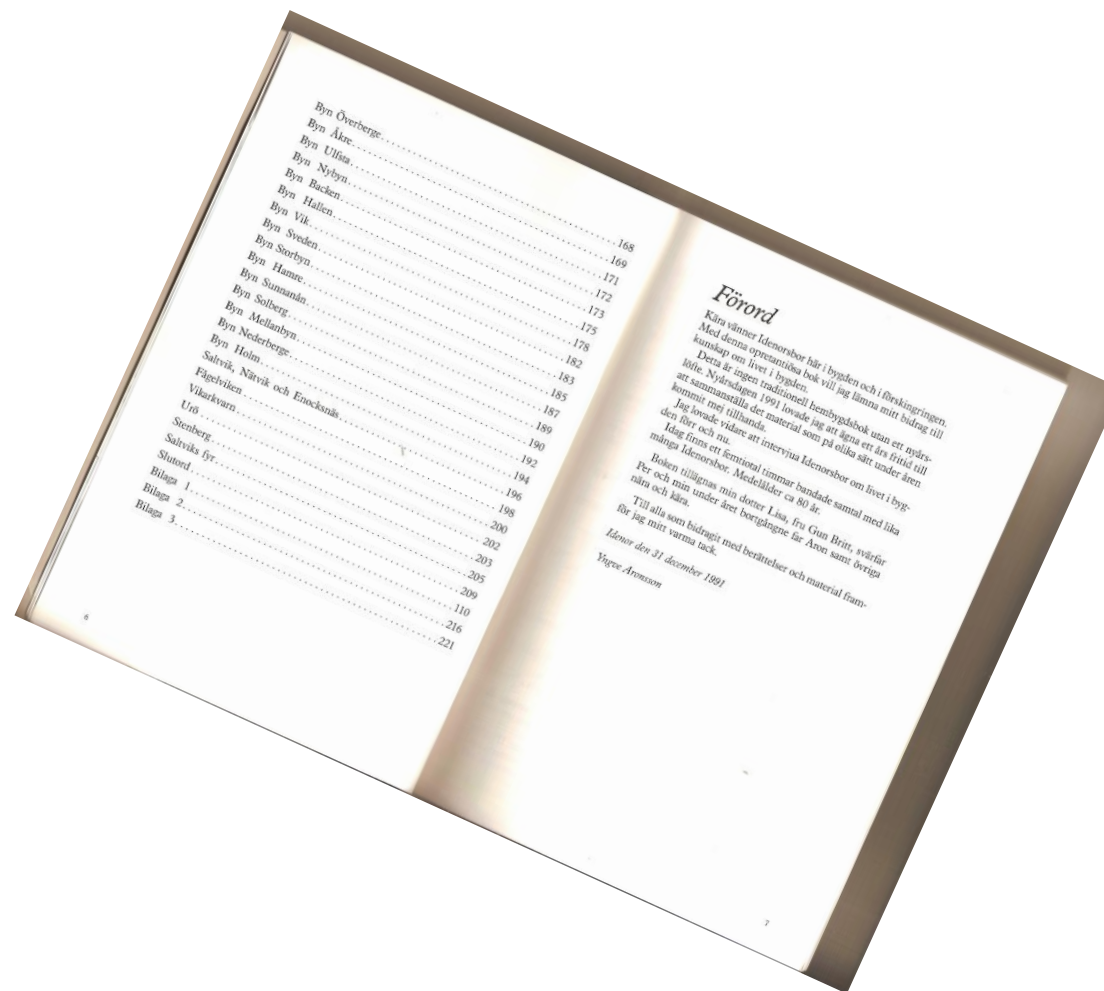 Byn Överberge 168
Byn Åkre 169
Byn Ulfsta 171
Byn Nybyn 172
Byn Backen 173
Byn Hallen 175
Byn Vik 178
Byn Sveden 182
Byn Storbyn 183
Byn Hamre 185
Byn Sunnanån 187
Byn Solberg 189
Byn Mellanbyn 190
Byn Nederberge 192
Byn Holm 194
Saltvik, Nätvik och Enocksnäs 196
Fågelviken 198
Vikarkvarn 200
Urö 202
Stenberg 203
Saltviks fyr 205
Slutord 209
Bilaga 1 110
Bilaga 2 216
Bilaga 3 221
6
Förord
Kära vänner Idenorsbor här i bygden och i förskingringen.
Med denna opretantiösa bok vill jag lämna mitt bidrag till
kunskap om livet i bygden.
Detta är ingen traditionell hembygdsbok utan ett nyårs-
löfte. Nyårsdagen 1991 lovade jag att ägna ett års fritid till
att sammanställa det material som på olika sätt under åren
kommit mej tillhanda.
Jag lovade vidare att intervjua Idenorsbor om livet i byg-
den förr och nu.
Idag finns ett femtiotal timmar bandade samtal med lika
många Idenorsbor. Medelålder ca 80 år.
Boken tillägnas min dotter Lisa, fru Gun Britt, svärfar
Per och min under året bortgångne far Aron samt övriga
nära och kära.
Till alla som bidragit med berättelser och material fram-
för jag mitt varma tack.
Idenor den 31 december 1991
Yngve Aronsson
7